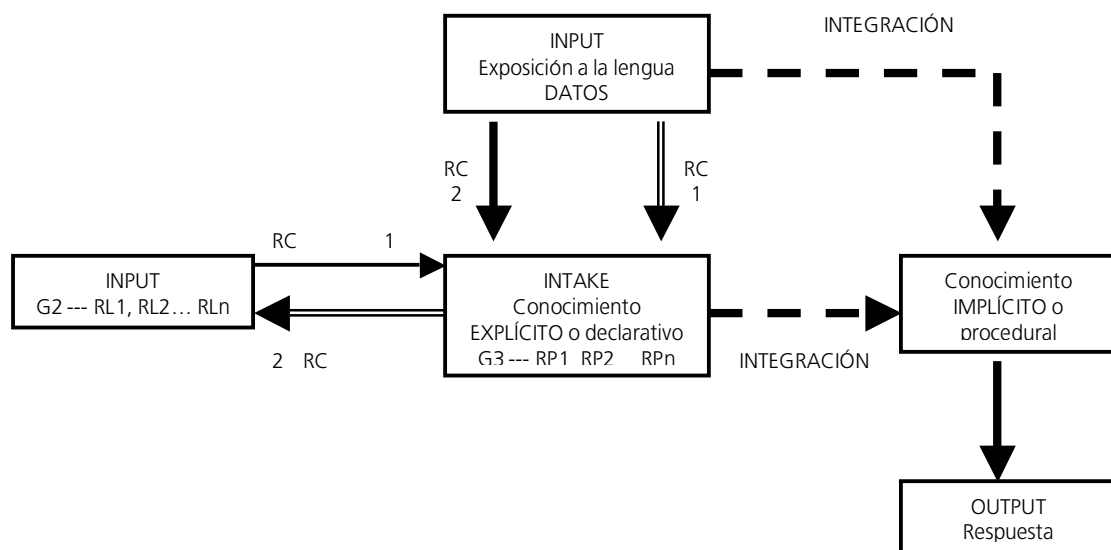 INPUT
Exposición a la lengua
DATOS
INTEGRACIÓN
RC
2
RC
1
RC 1
INPUT
G2 --- RL1, RL2... RLn
2 RC
INTAKE
Conocimiento
EXPLÍCITO o declarativo
G3 --- RP1 RP2 RPn
INTEGRACIÓN
Conocimiento
IMPLÍCITO o
procedural
OUTPUT
Respuesta